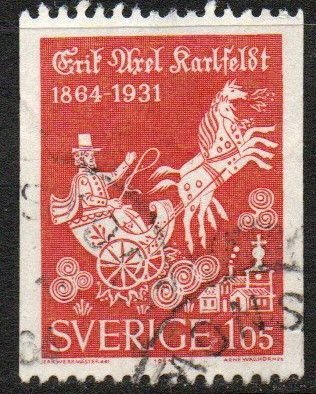 Erik Axel Karlfeldt
1864-1931
SVERIGE 1.05